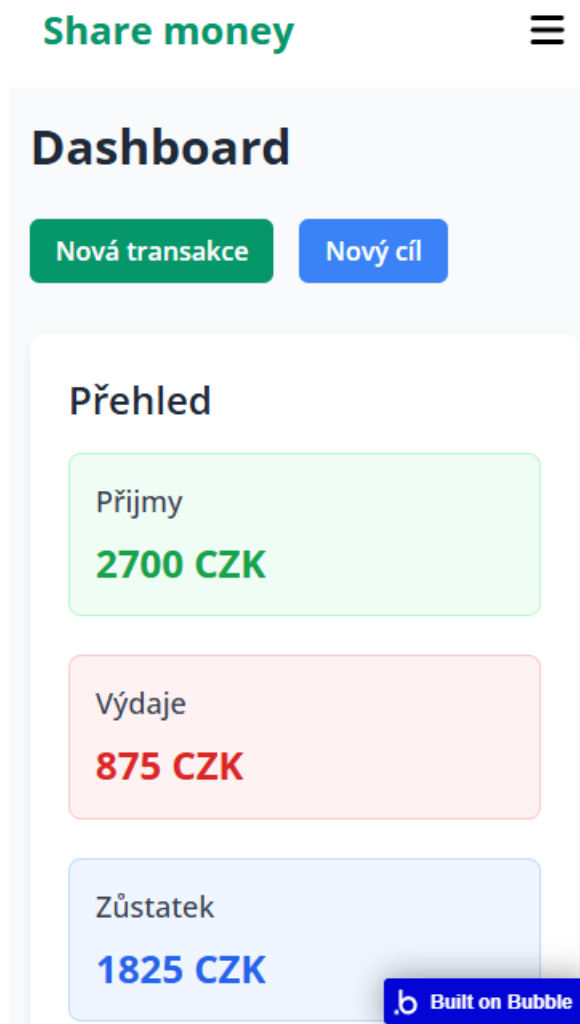 Share money
Dashboard
Nová transakce
Nový cíl
Přehled
Přijmy
2700 CZK
Výdaje
875 CZK
Zůstatek
1825 CZK
.b Built on Bubble